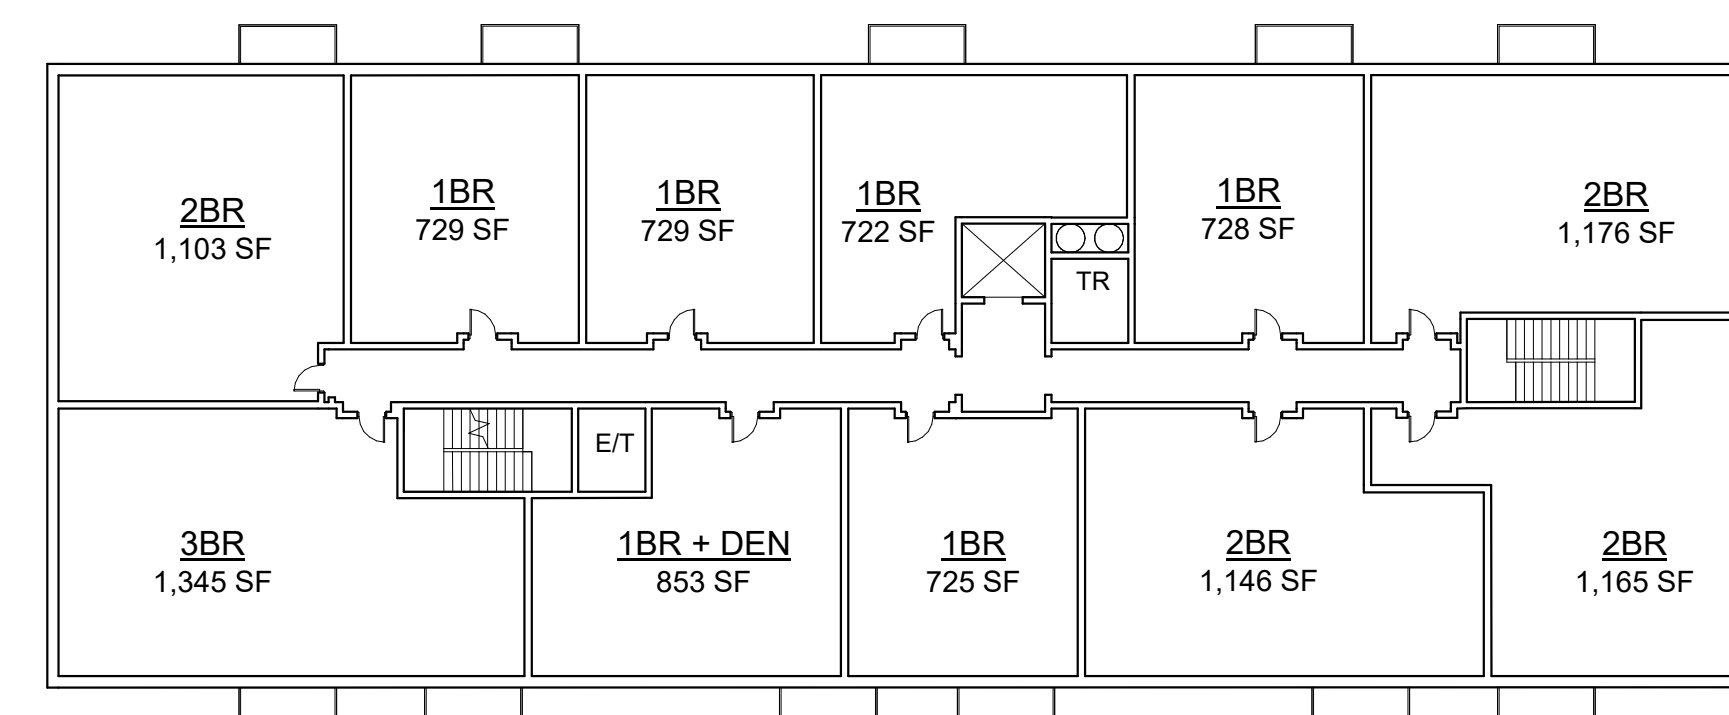 2BR
1,103 SF
1BR
729 SF
1BR
729 SF
1BR
722 SF
TR
1BR
728 SF
2BR
1,176 SF
3BR
1,345 SF
E/T
1BR + DEN
853 SF
1BR
725 SF
2BR
1,146 SF
2BR
1,165 SF